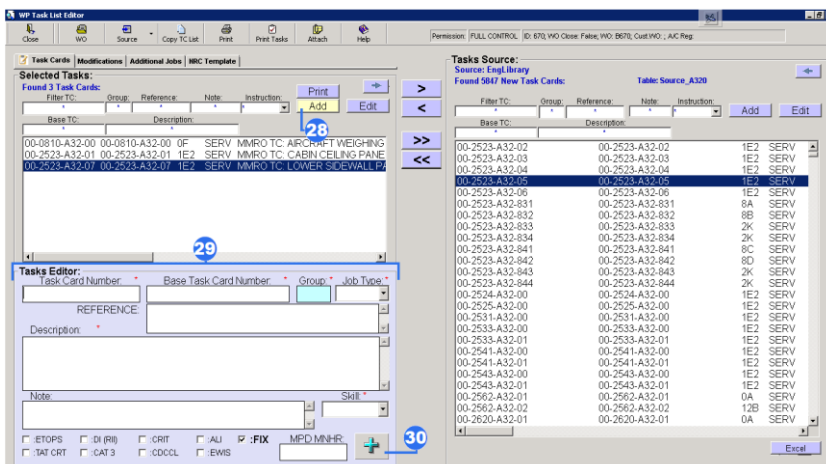 WP Task List Editor
Close WO Source Copy TC List Print Print Tasks Attach Help
Permission: FULL CONTROL ID: 670; WO Close: False; WO: B670; Cust WO: ; A/C Reg:
Task Cards Modifications Additional Jobs NRC Template
Selected Tasks:
Found 3 Task Cards:
Print
Filter TC: Group: Reference: Note: Instruction:
* * * * *
Add Edit
28
Base TC: Description:
* *
00-0810-A32-00 00-0810-A32-00 0F SERV MMRO TC: AIRCRAFT WEIGHING
00-2523-A32-01 00-2523-A32-01 1E2 SERV MMRO TC: CABIN CEILING PANE
00-2523-A32-07 00-2523-A32-07 1E2 SERV MMRO TC: LOWER SIDEWALL PA
29
Tasks Editor:
Task Card Number: * Base Task Card Number: * Group: * Job Type: *
REFERENCE:
Description: *
Note: Skill: *
:ETOPS :DI (RII) :CRIT :ALI :FIX MPD MNHR:
:TAT CRT :CAT 3 :CDCCL :EWIS
30
>
<
>>
<<
Tasks Source:
Source: EngLibrary
Found 5847 New Task Cards: Table: Source_A320
Filter TC: Group: Reference: Note: Instruction:
* * * * *
Add Edit
Base TC: Description:
* *
00-2523-A32-02 00-2523-A32-02 1E2 SERV
00-2523-A32-03 00-2523-A32-03 1E2 SERV
00-2523-A32-04 00-2523-A32-04 1E2 SERV
00-2523-A32-05 00-2523-A32-05 1E2 SERV
00-2523-A32-06 00-2523-A32-06 1E2 SERV
00-2523-A32-831 00-2523-A32-831 8A SERV
00-2523-A32-832 00-2523-A32-832 8B SERV
00-2523-A32-833 00-2523-A32-833 2K SERV
00-2523-A32-834 00-2523-A32-834 2K SERV
00-2523-A32-841 00-2523-A32-841 8C SERV
00-2523-A32-842 00-2523-A32-842 8D SERV
00-2523-A32-843 00-2523-A32-843 2K SERV
00-2523-A32-844 00-2523-A32-844 2K SERV
00-2524-A32-00 00-2524-A32-00 1E2 SERV
00-2525-A32-00 00-2525-A32-00 1E2 SERV
00-2531-A32-00 00-2531-A32-00 1E2 SERV
00-2533-A32-01 00-2533-A32-01 1E2 SERV
00-2541-A32-00 00-2541-A32-00 1E2 SERV
00-2543-A32-00 00-2543-A32-00 1E2 SERV
00-2543-A32-01 00-2543-A32-01 1E2 SERV
00-2562-A32-01 00-2562-A32-01 0A SERV
00-2562-A32-02 00-2562-A32-02 12B SERV
00-2620-A32-01 00-2620-A32-01 0A SERV
Excel